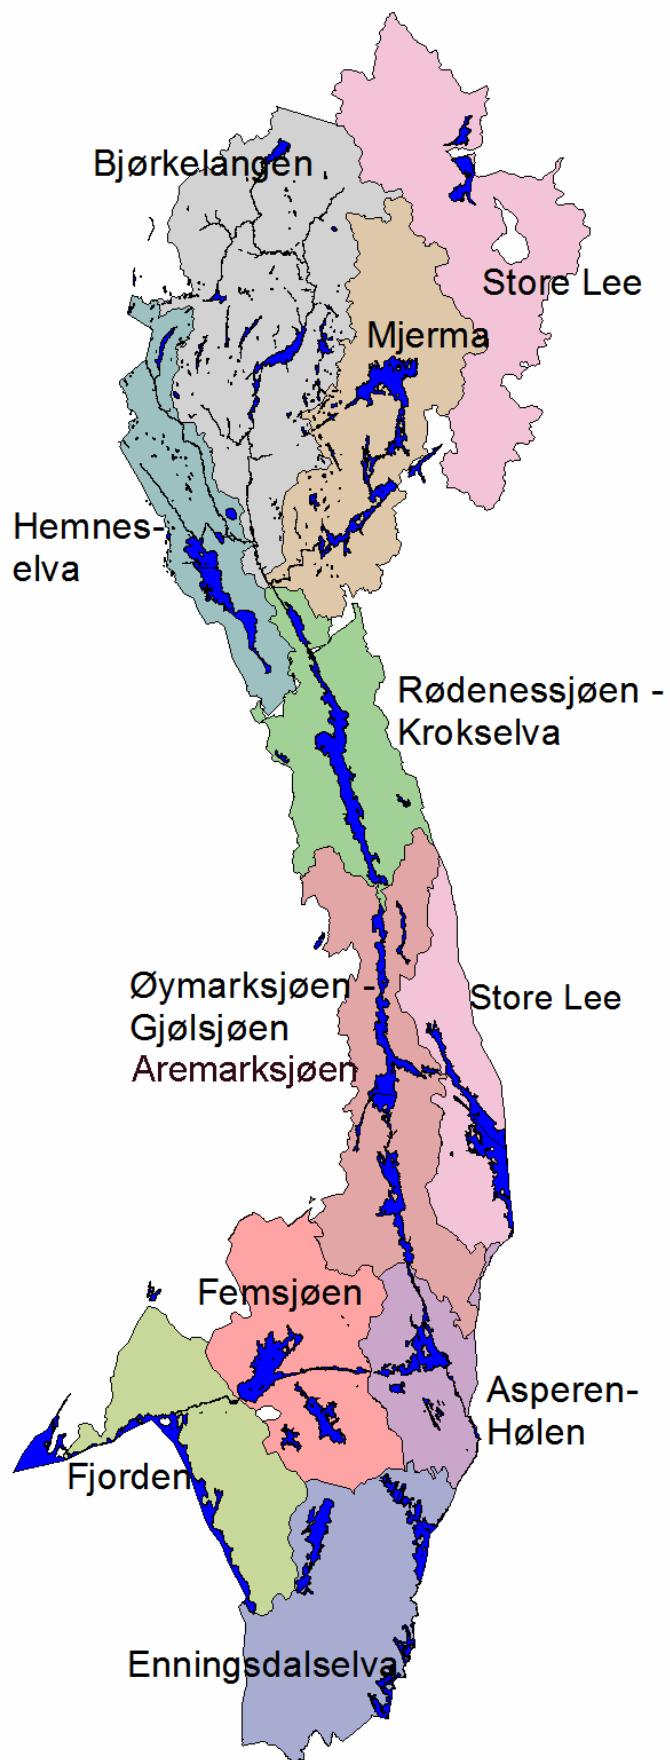 Bjørkelangen
Store Lee
Mjerma
Hemnes-
elva
Rødenessjøen -
Krokselva
Øymarksjøen -
Gjølsjøen
Aremarksjøen
Store Lee
Femsjøen
Asperen-
Hølen
Fjorden
Enningsdalselva